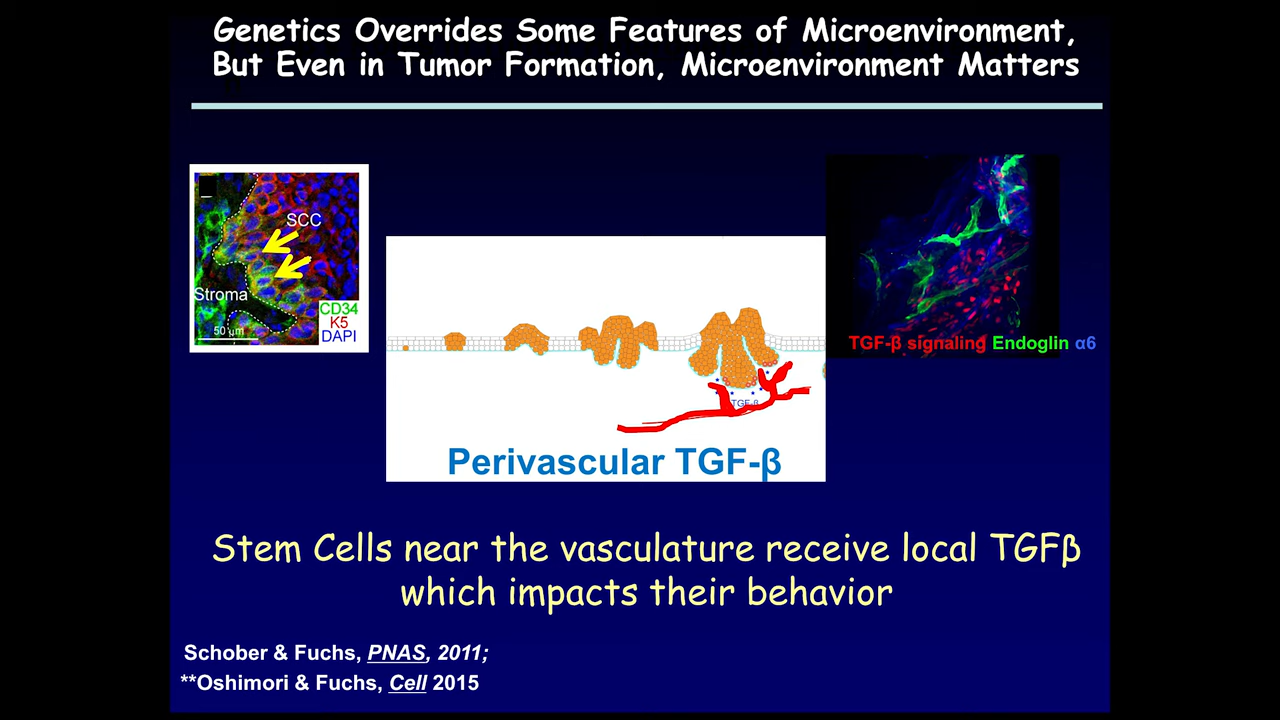 Genetics Overrides Some Features of Microenvironment,
But Even in Tumor Formation, Microenvironment Matters
SCC
Stroma
50 μm
CD34
K5
DAPI
TGF-β
Perivascular TGF-β
TGF-β signaling Endoglin α6
Stem Cells near the vasculature receive local TGFβ
which impacts their behavior
Schober & Fuchs, PNAS, 2011;
**Oshimori & Fuchs, Cell 2015